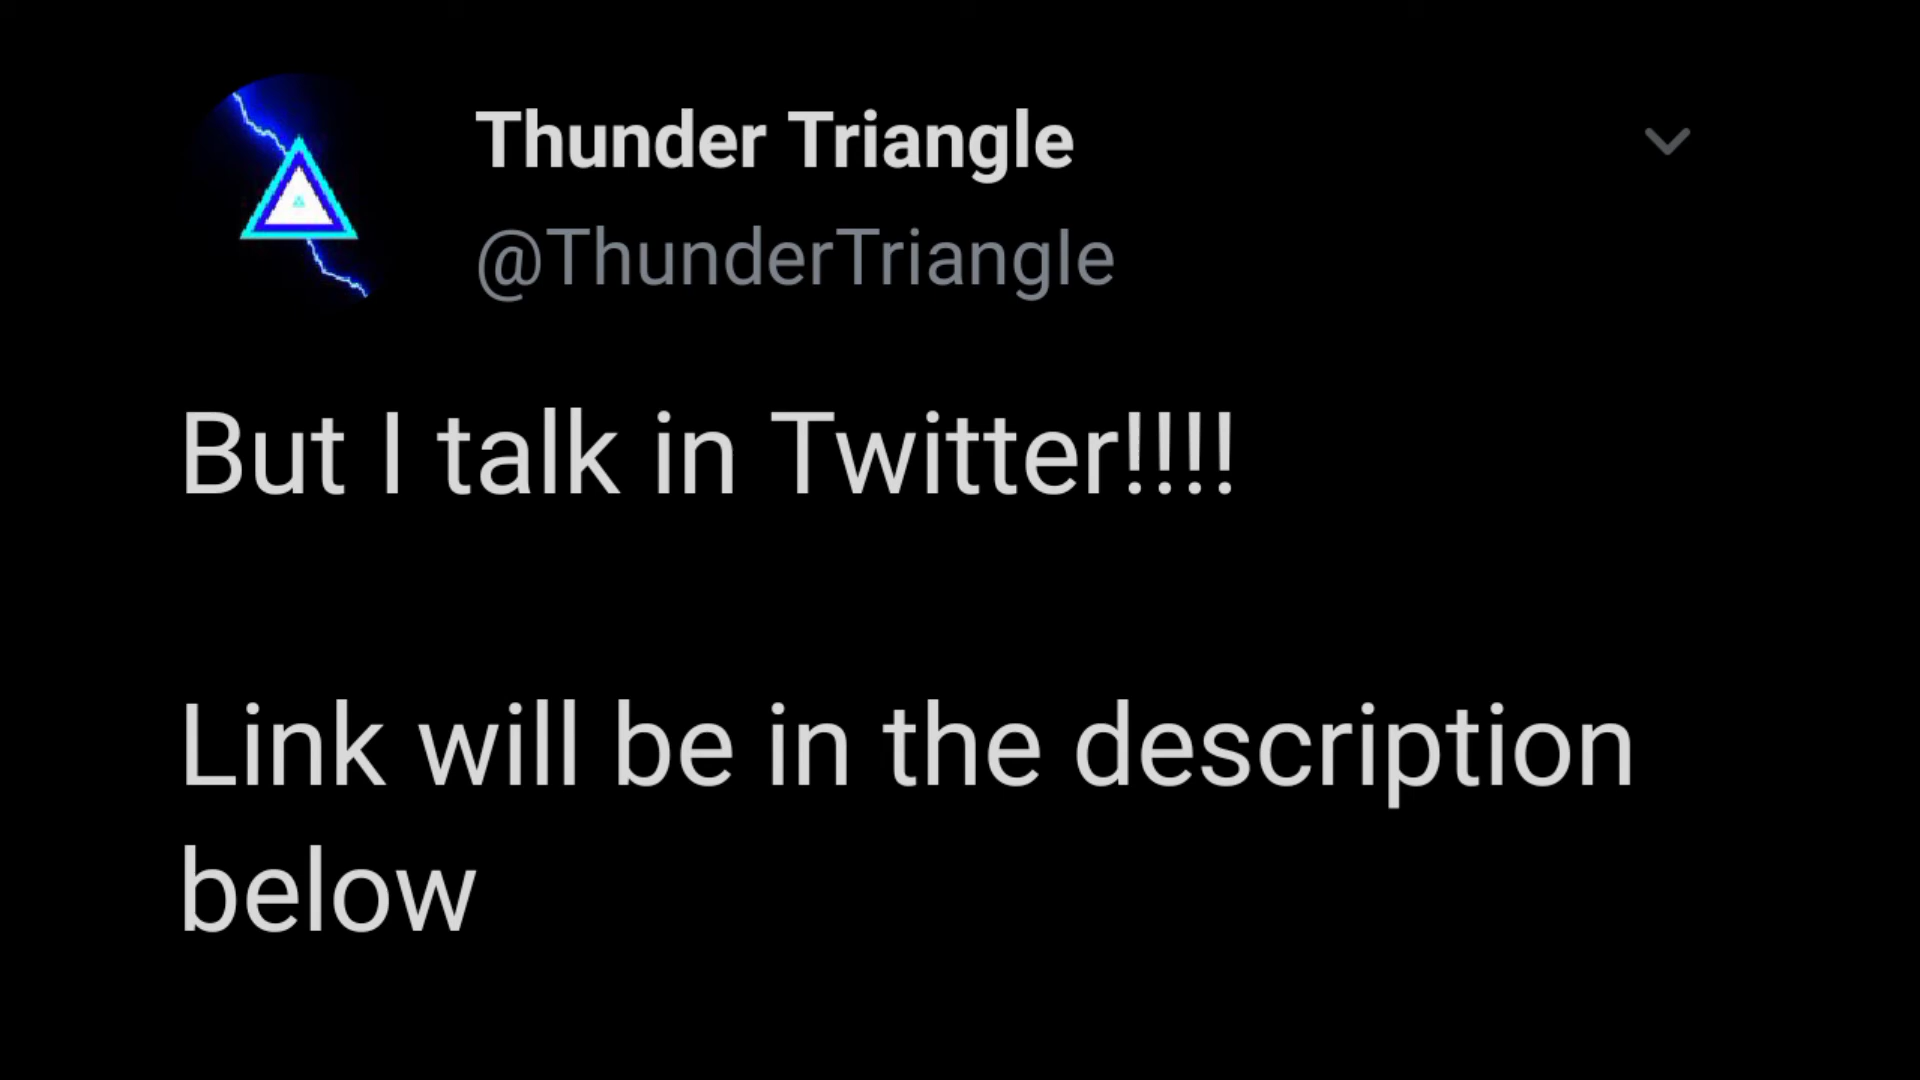 Thunder Triangle
@ThunderTriangle
But I talk in Twitter!!!!
Link will be in the description
below